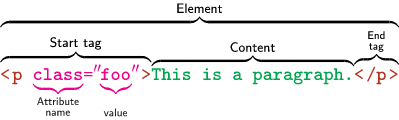 Element
Start tag
Content
End
tag
<p class="foo">This is a paragraph.</p>
Attribute
name
value